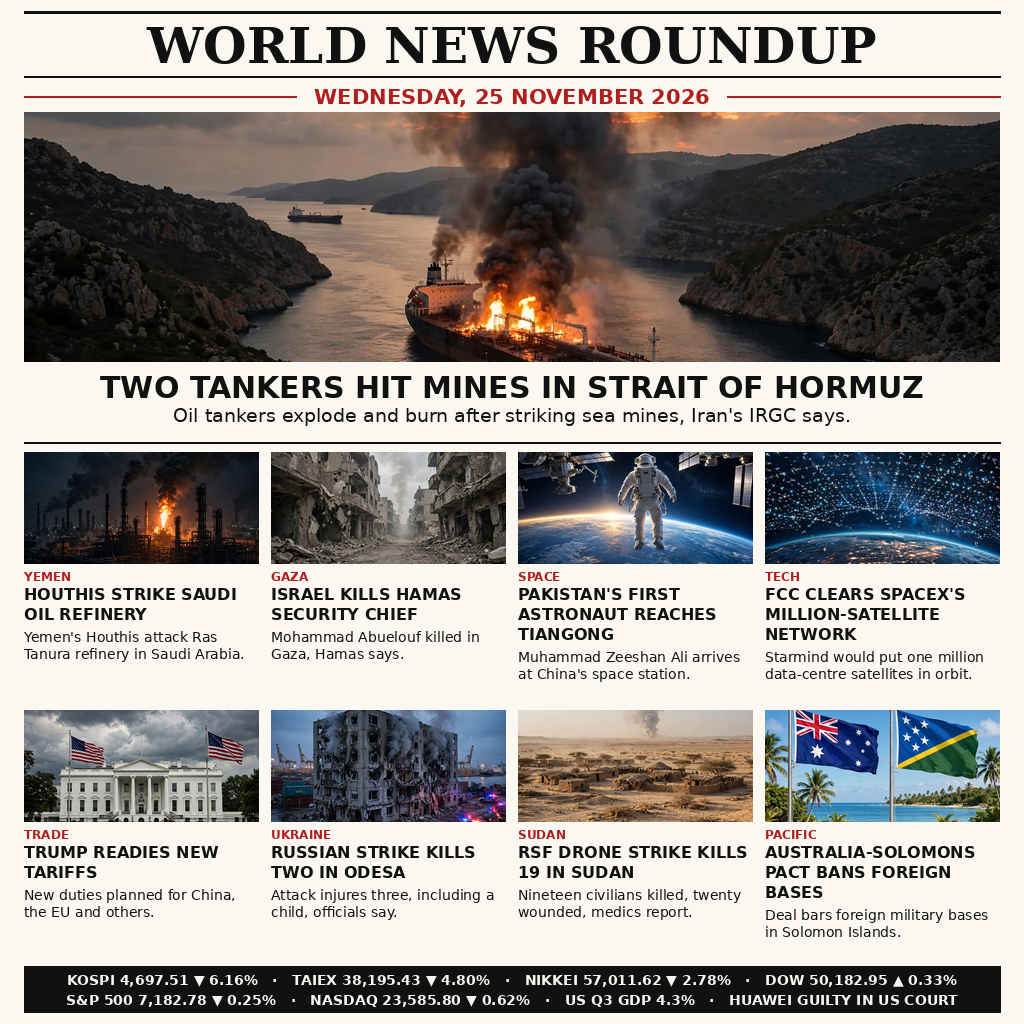 WORLD NEWS ROUNDUP
WEDNESDAY, 25 NOVEMBER 2026
TWO TANKERS HIT MINES IN STRAIT OF HORMUZ
Oil tankers explode and burn after striking sea mines, Iran's IRGC says.
YEMEN
HOUTHIS STRIKE SAUDI
OIL REFINERY
Yemen's Houthis attack Ras
Tanura refinery in Saudi Arabia.
GAZA
ISRAEL KILLS HAMAS
SECURITY CHIEF
Mohammad Abuelouf killed in
Gaza, Hamas says.
SPACE
PAKISTAN'S FIRST
ASTRONAUT REACHES
TIANGONG
Muhammad Zeeshan Ali arrives
at China's space station.
TECH
FCC CLEARS SPACEX'S
MILLION-SATELLITE
NETWORK
Starmind would put one million
data-centre satellites in orbit.
TRADE
TRUMP READIES NEW
TARIFFS
New duties planned for China,
the EU and others.
UKRAINE
RUSSIAN STRIKE KILLS
TWO IN ODESA
Attack injures three, including a
child, officials say.
SUDAN
RSF DRONE STRIKE KILLS
19 IN SUDAN
Nineteen civilians killed, twenty
wounded, medics report.
PACIFIC
AUSTRALIA-SOLOMONS
PACT BANS FOREIGN
BASES
Deal bars foreign military bases
in Solomon Islands.
KOSPI 4,697.51 ▼ 6.16% · TAIEX 38,195.43 ▼ 4.80% · NIKKEI 57,011.62 ▼ 2.78% · DOW 50,182.95 ▲ 0.33%
S&P 500 7,182.78 ▼ 0.25% · NASDAQ 23,585.80 ▼ 0.62% · US Q3 GDP 4.3% · HUAWEI GUILTY IN US COURT